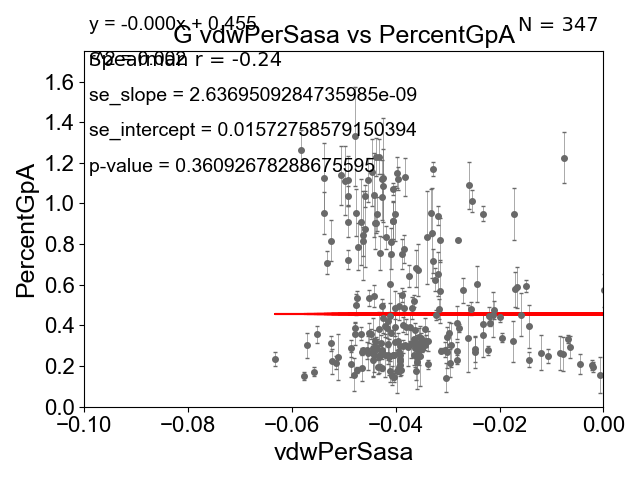 y = -0.000x + 0.455
N = 347
G vdwPerSasa vs PercentGpA
Spearman r = -0.24
se_slope = 2.6369509284735985e-09
se_intercept = 0.01572758579150394
p-value = 0.36092678288675595
PercentGpA
1.6
1.4
1.2
1.0
0.8
0.6
0.4
0.2
0.0
−0.10 −0.08 −0.06 −0.04 −0.02 0.00
vdwPerSasa